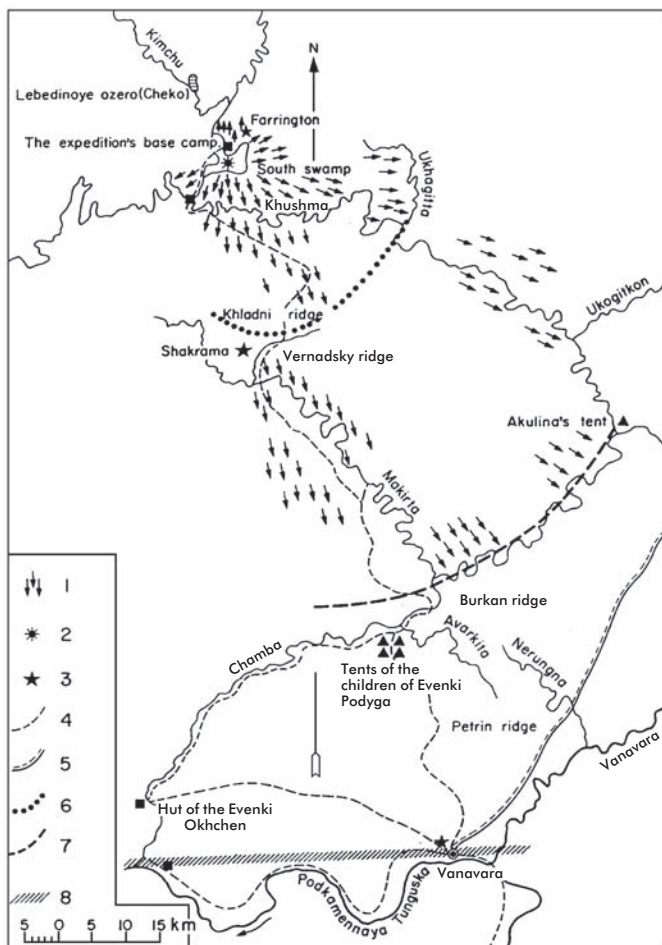 Kimchu
N
Lebedinoye ozero(Cheko)
Farrington
The expedition's base camp
South swamp
Ukhagitta
Khushma
Khladni ridge
Ukogitkon
Shakrama
Vernadsky ridge
Akulina's tent
Makirta
Burkan ridge
Chamba
Avarkita
Nerungna
Tents of the
children of Evenki
Podyga
Petrin ridge
Vanavara
Hut of the Evenki
Okhchen
Vanavara
Podkamennaya Tunguska
1
2
3
4
5
6
7
8
5 0 5 10 15 km